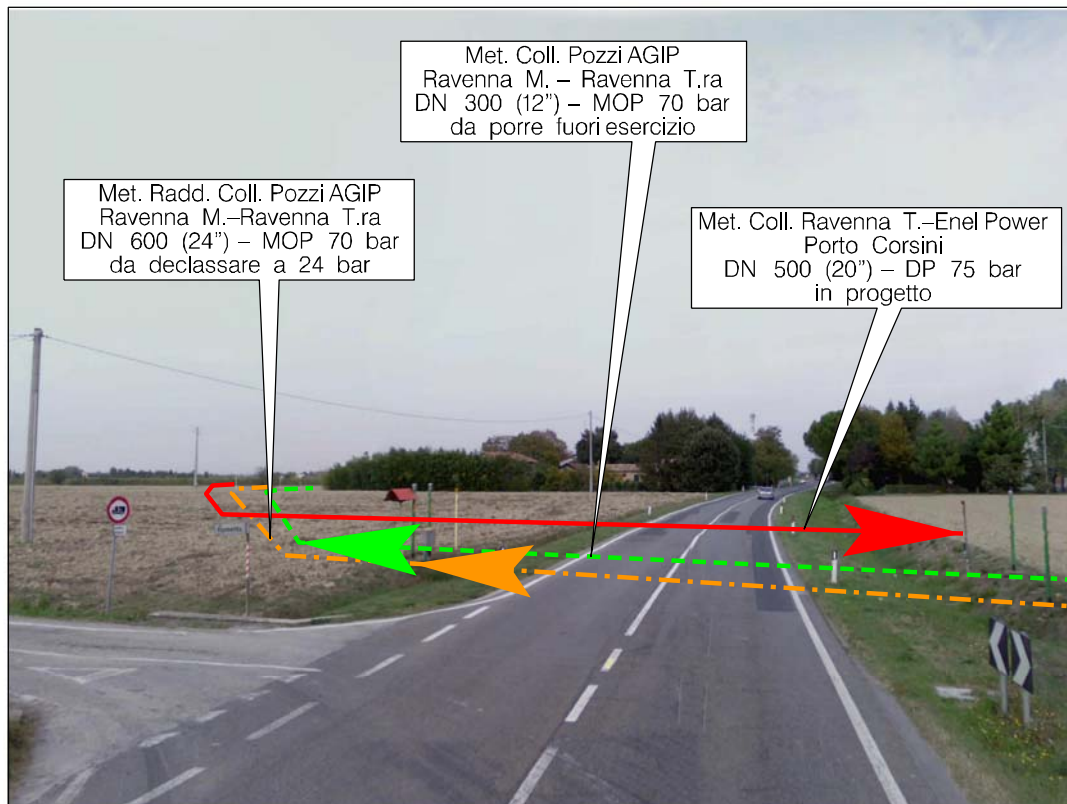 Met. Coll. Pozzi AGIP
Ravenna M. – Ravenna T.ra
DN 300 (12") – MOP 70 bar
da porre fuori esercizio
Met. Radd. Coll. Pozzi AGIP
Ravenna M.–Ravenna T.ra
DN 600 (24") – MOP 70 bar
da declassare a 24 bar
Met. Coll. Ravenna T.–Enel Power
Porto Corsini
DN 500 (20") – DP 75 bar
in progetto